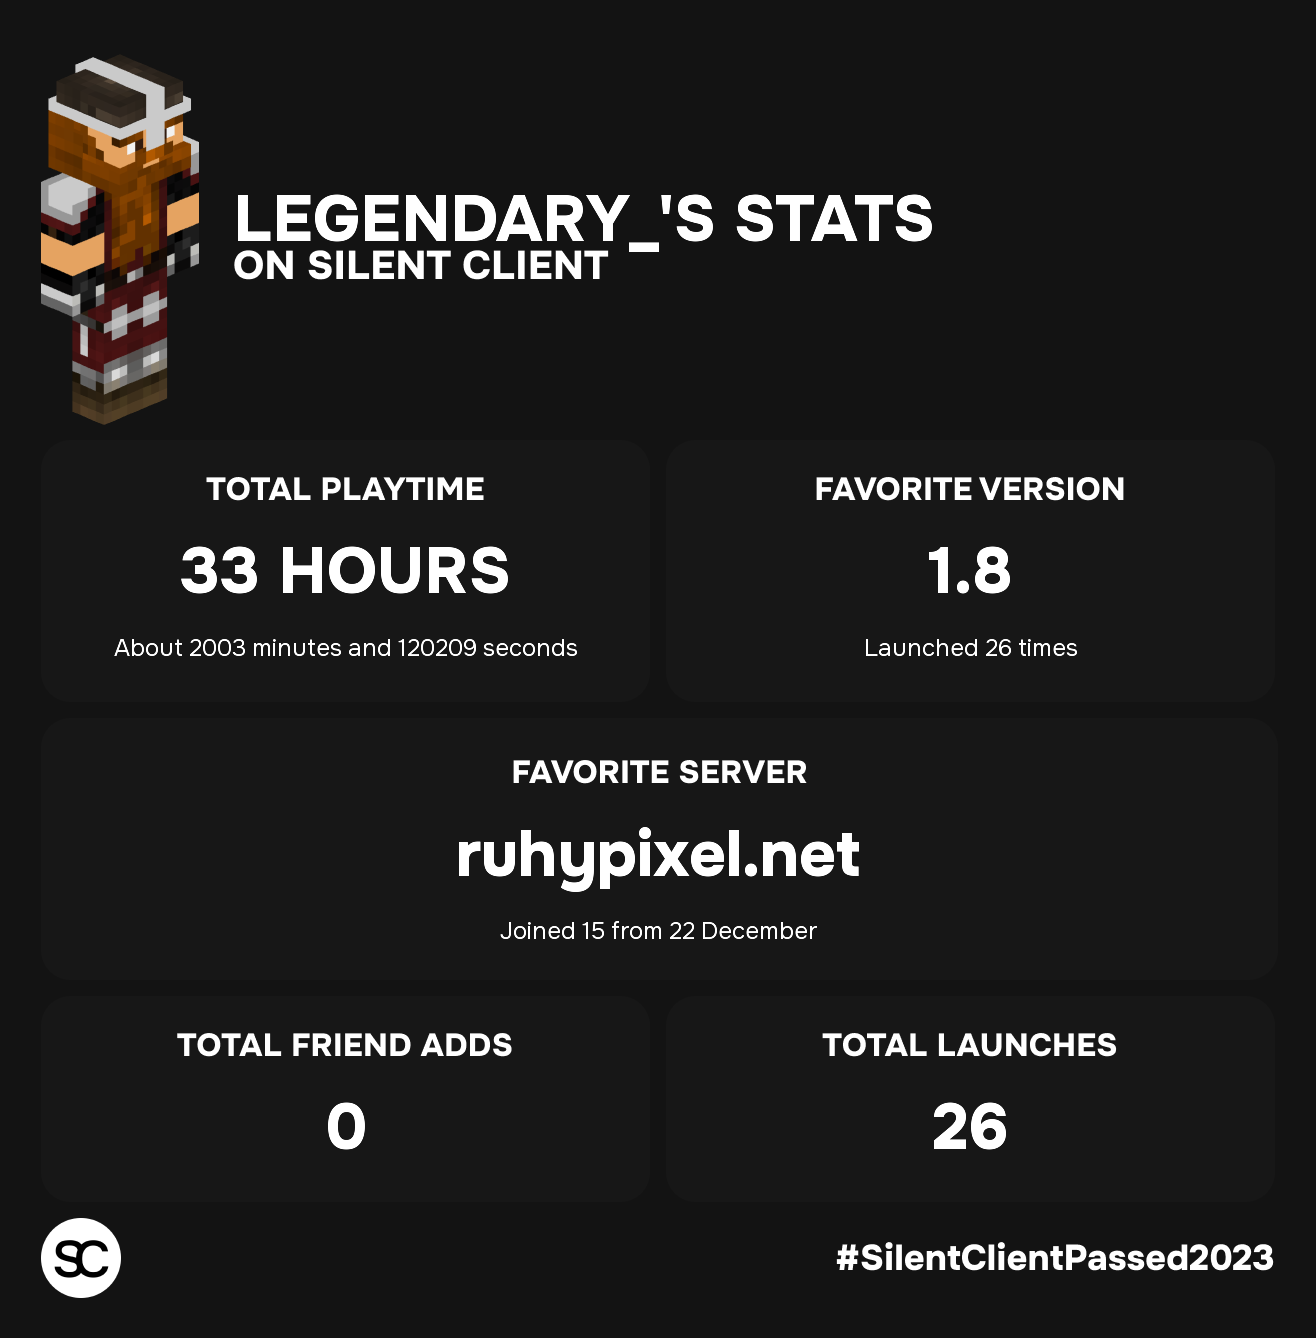 LEGENDARY_'S STATS
ON SILENT CLIENT
TOTAL PLAYTIME
33 HOURS
About 2003 minutes and 120209 seconds
FAVORITE VERSION
1.8
Launched 26 times
FAVORITE SERVER
ruhypixel.net
Joined 15 from 22 December
TOTAL FRIEND ADDS
0
TOTAL LAUNCHES
26
SC
#SilentClientPassed2023